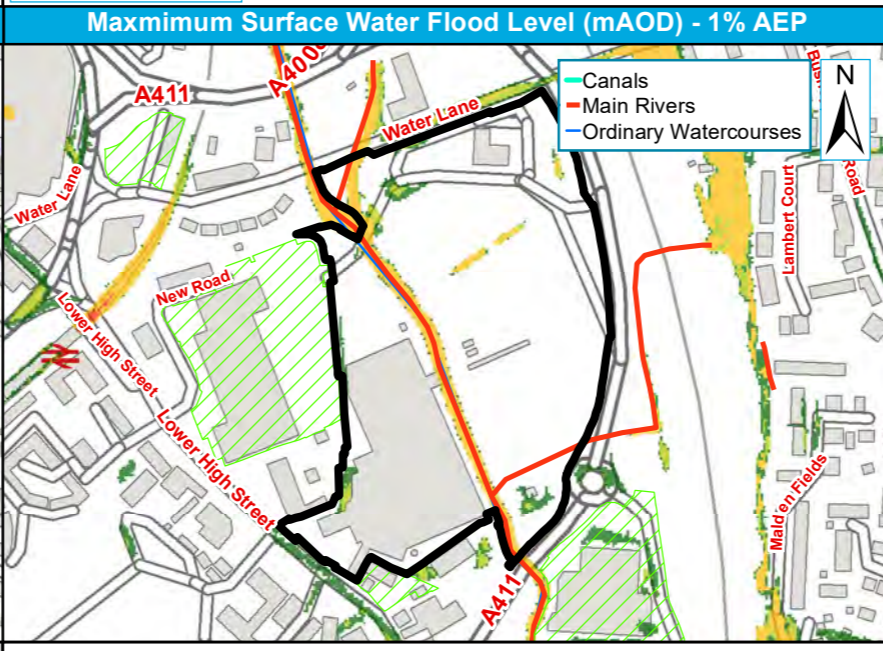 Maxmimum Surface Water Flood Level (mAOD) - 1% AEP
Canals
Main Rivers
Ordinary Watercourses
N
A411
Water Lane
Water Lane
Lambert Court
Road
New Road
Lower High Street
Lower High Street
Malden Fields
A411